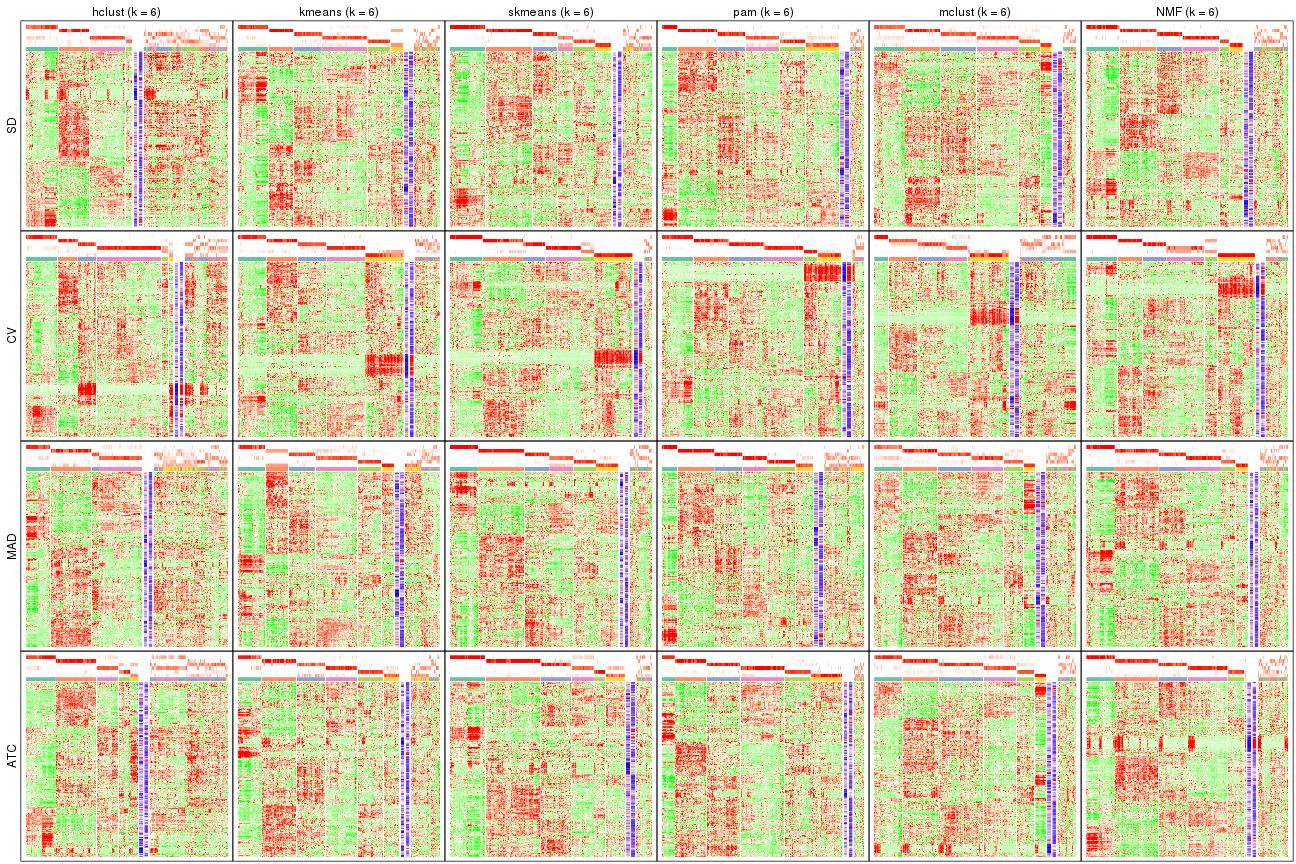 hclust (k = 6) kmeans (k = 6) skmeans (k = 6) pam (k = 6) mclust (k = 6) NMF (k = 6)
SD
CV
MAD
ATC